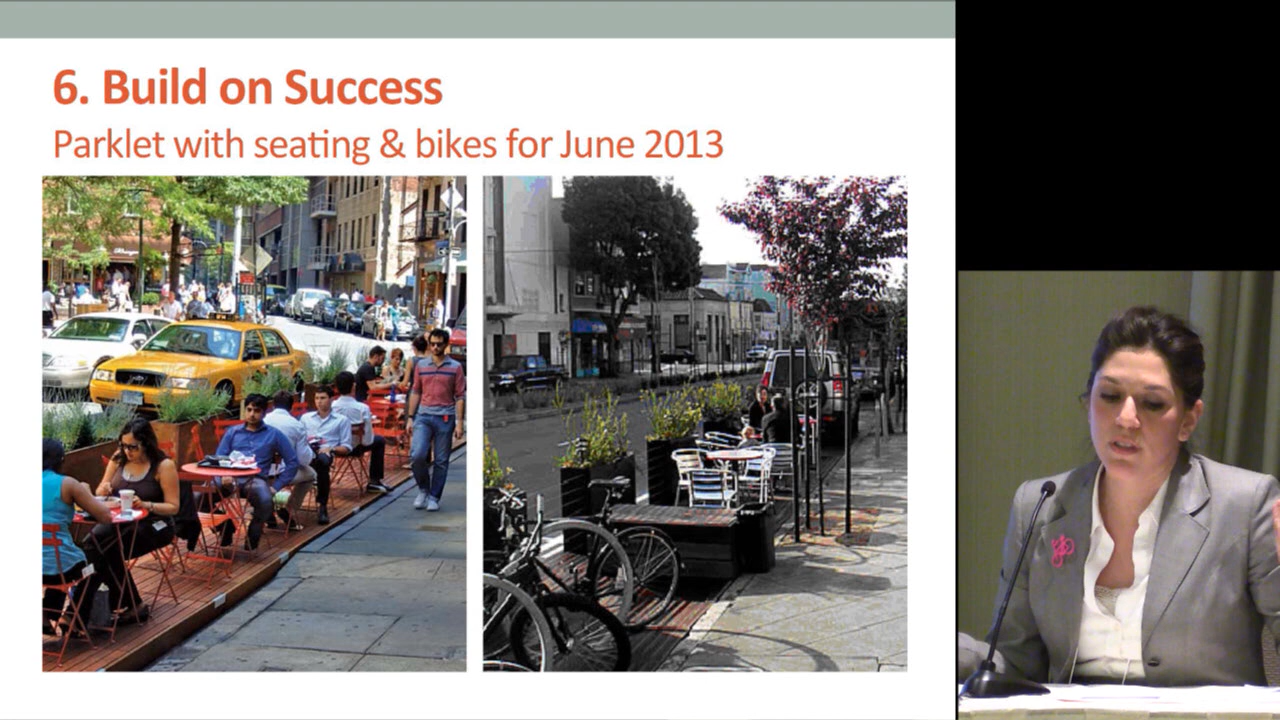 6. Build on Success
Parklet with seating & bikes for June 2013